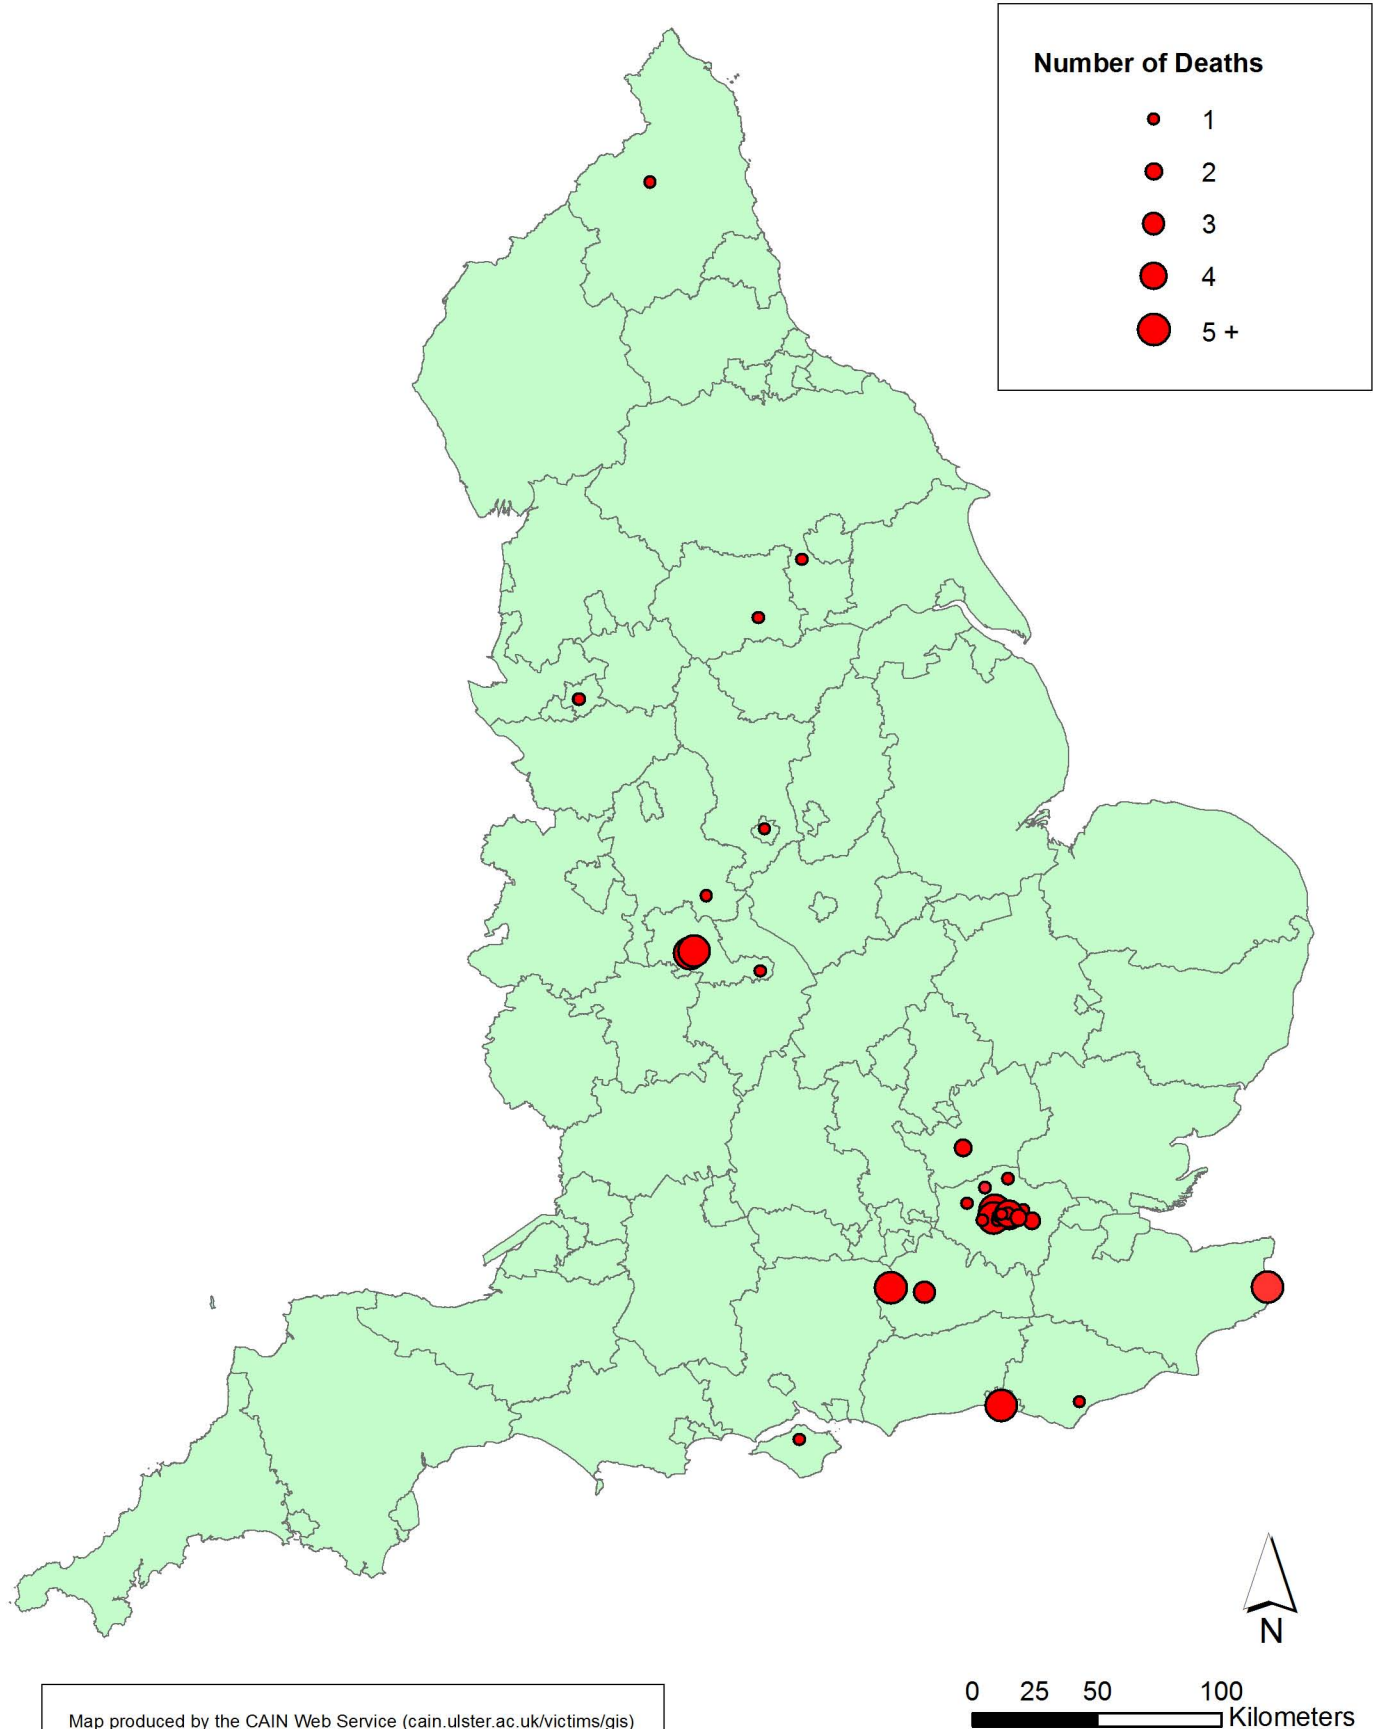 Number of Deaths
1
2
3
4
5 +
N
0 25 50 100
Kilometers
Map produced by the CAIN Web Service (cain.ulster.ac.uk/victims/gis)